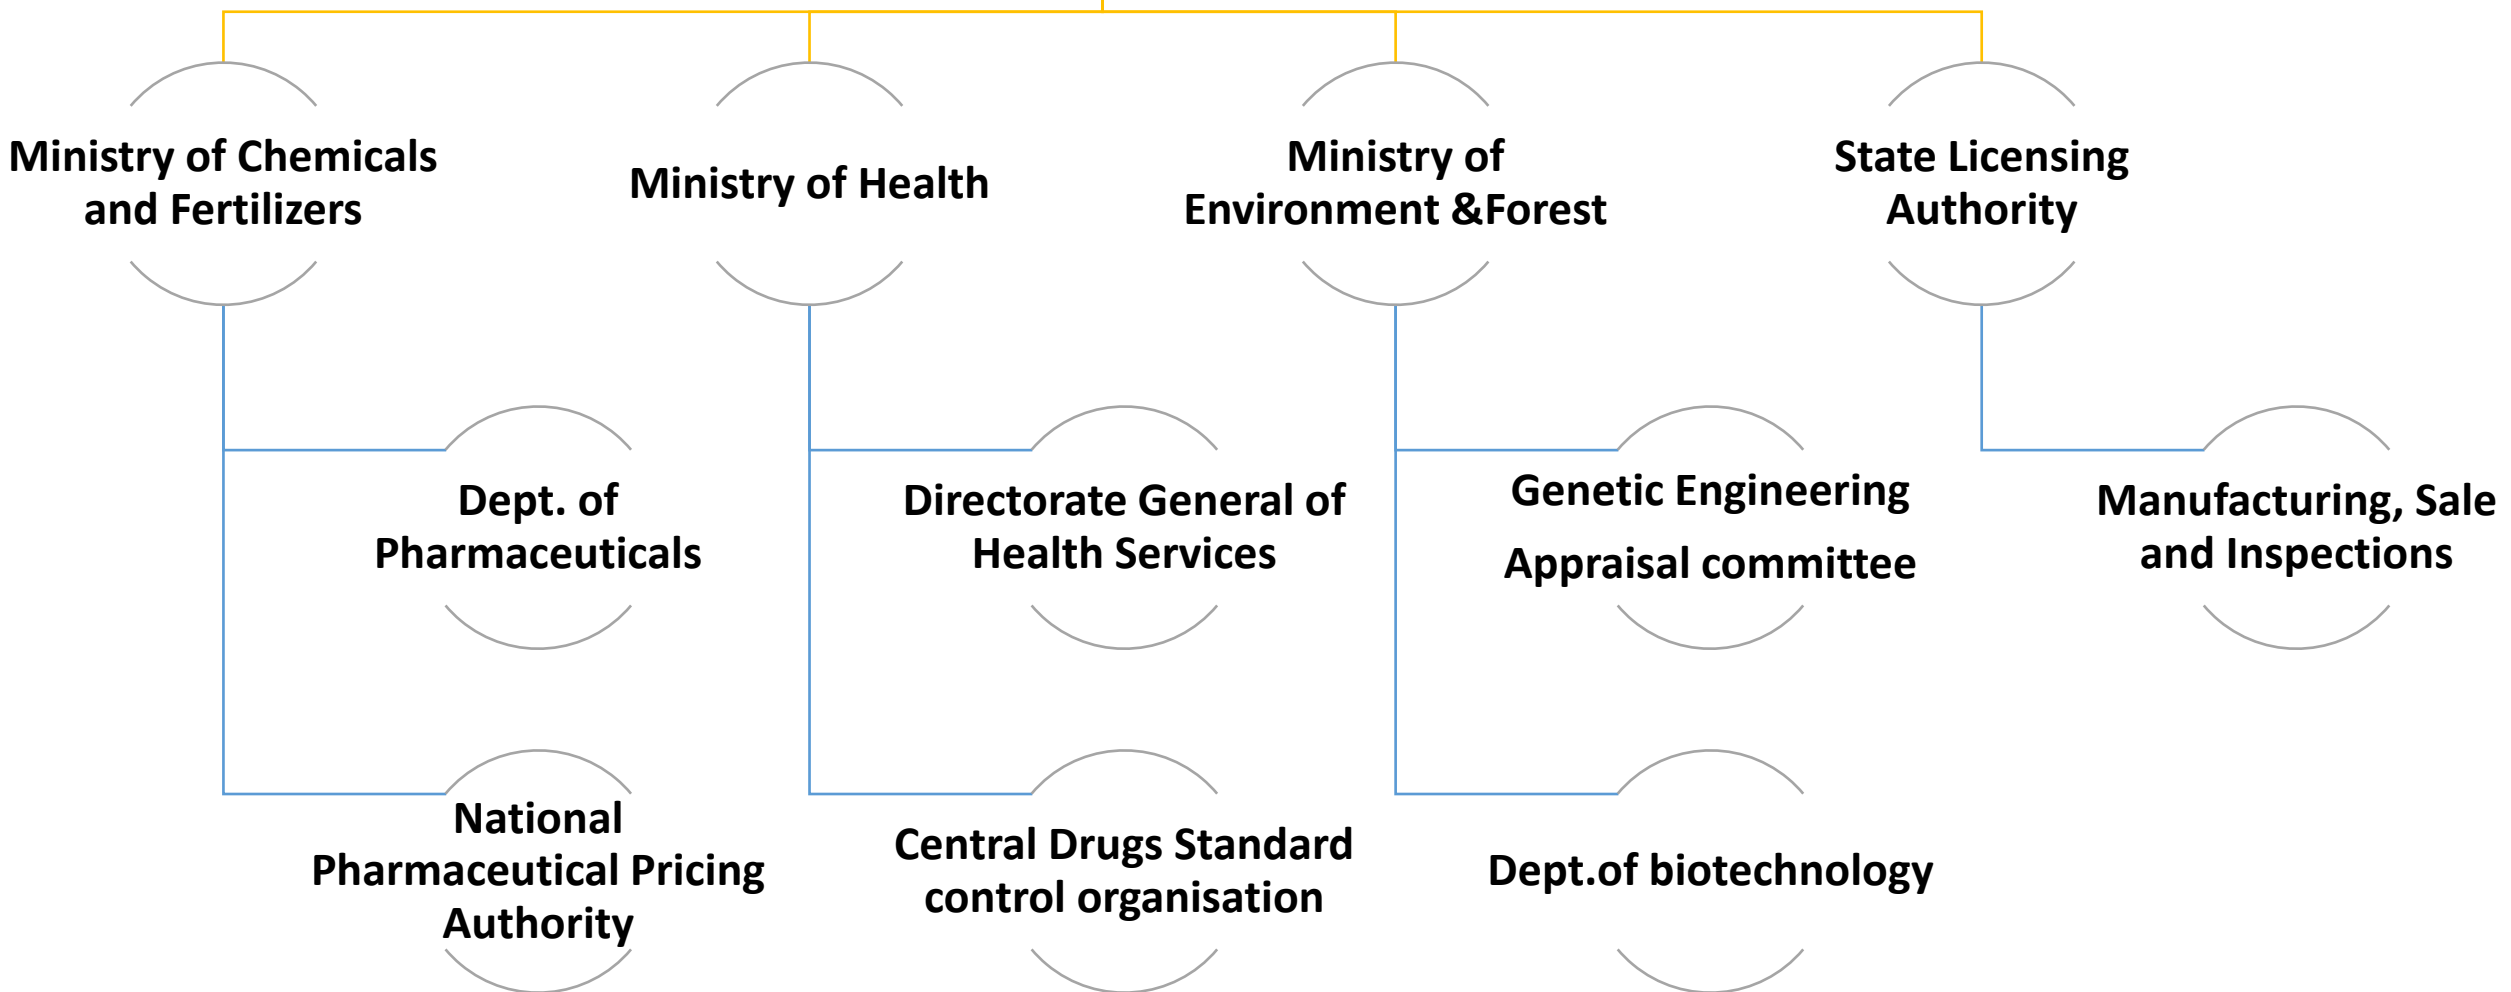 Ministry of Chemicals
and Fertilizers
Ministry of Health
Ministry of
Environment &Forest
State Licensing
Authority
Dept. of
Pharmaceuticals
Directorate General of
Health Services
Genetic Engineering
Appraisal committee
Manufacturing, Sale
and Inspections
National
Pharmaceutical Pricing
Authority
Central Drugs Standard
control organisation
Dept.of biotechnology